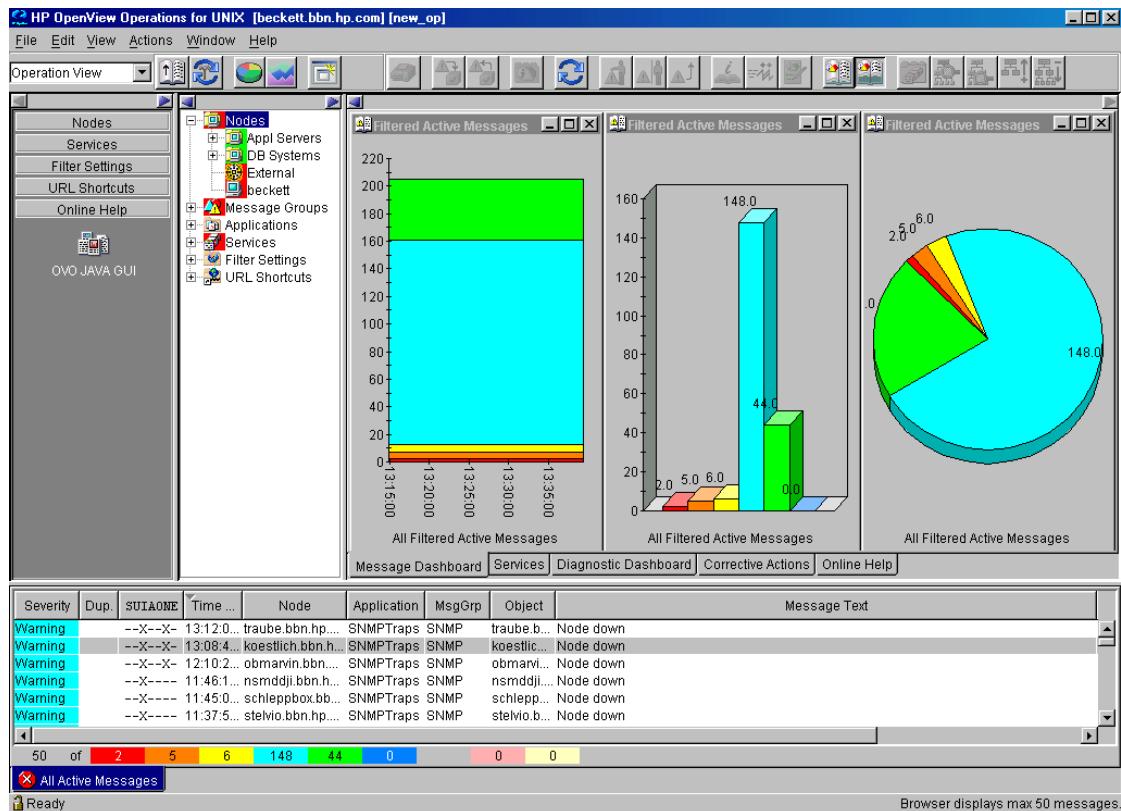 HP OpenView Operations for UNIX [beckett.bbn.hp.com] [new_op]
File Edit View Actions Window Help
Operation View
Nodes
Services
Filter Settings
URL Shortcuts
Online Help
OVO JAVA GUI
Nodes
Appl Servers
DB Systems
External
beckett
Message Groups
Applications
Services
Filter Settings
URL Shortcuts
Filtered Active Messages
220
200
180
160
140
120
100
80
60
40
20
0
13:15:00
13:20:00
13:25:00
13:30:00
13:35:00
All Filtered Active Messages
Filtered Active Messages
160
140
120
100
80
60
40
20
0
2.0 5.0 6.0 148.0 44.0 0.0
All Filtered Active Messages
Filtered Active Messages
2.0 5.0 6.0
.0
148.0
All Filtered Active Messages
Message Dashboard Services Diagnostic Dashboard Corrective Actions Online Help
Severity Dup. SUIAONE Time ... Node Application MsgGrp Object Message Text
Warning --X--X- 13:12:0... traube.bbn.hp.... SNMPTraps SNMP traube.b... Node down
Warning --X--X- 13:08:4... koestlich.bbn.h... SNMPTraps SNMP koestlic... Node down
Warning --X--X- 12:10:2... obmarvin.bbn.... SNMPTraps SNMP obmarvi... Node down
Warning --X---- 11:46:1... nsmddji.bbn.h... SNMPTraps SNMP nsmddji.... Node down
Warning --X---- 11:45:0... schleppbox.bb... SNMPTraps SNMP schlepp... Node down
Warning --X---- 11:37:5... stelvio.bbn.hp.... SNMPTraps SNMP stelvio.b... Node down
50 of 2 5 6 148 44 0 0 0
All Active Messages
Ready
Browser displays max 50 messages.